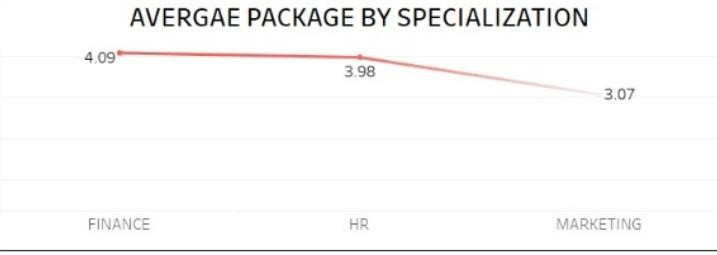 AVERGAE PACKAGE BY SPECIALIZATION
4.09
3.98
3.07
FINANCE HR MARKETING